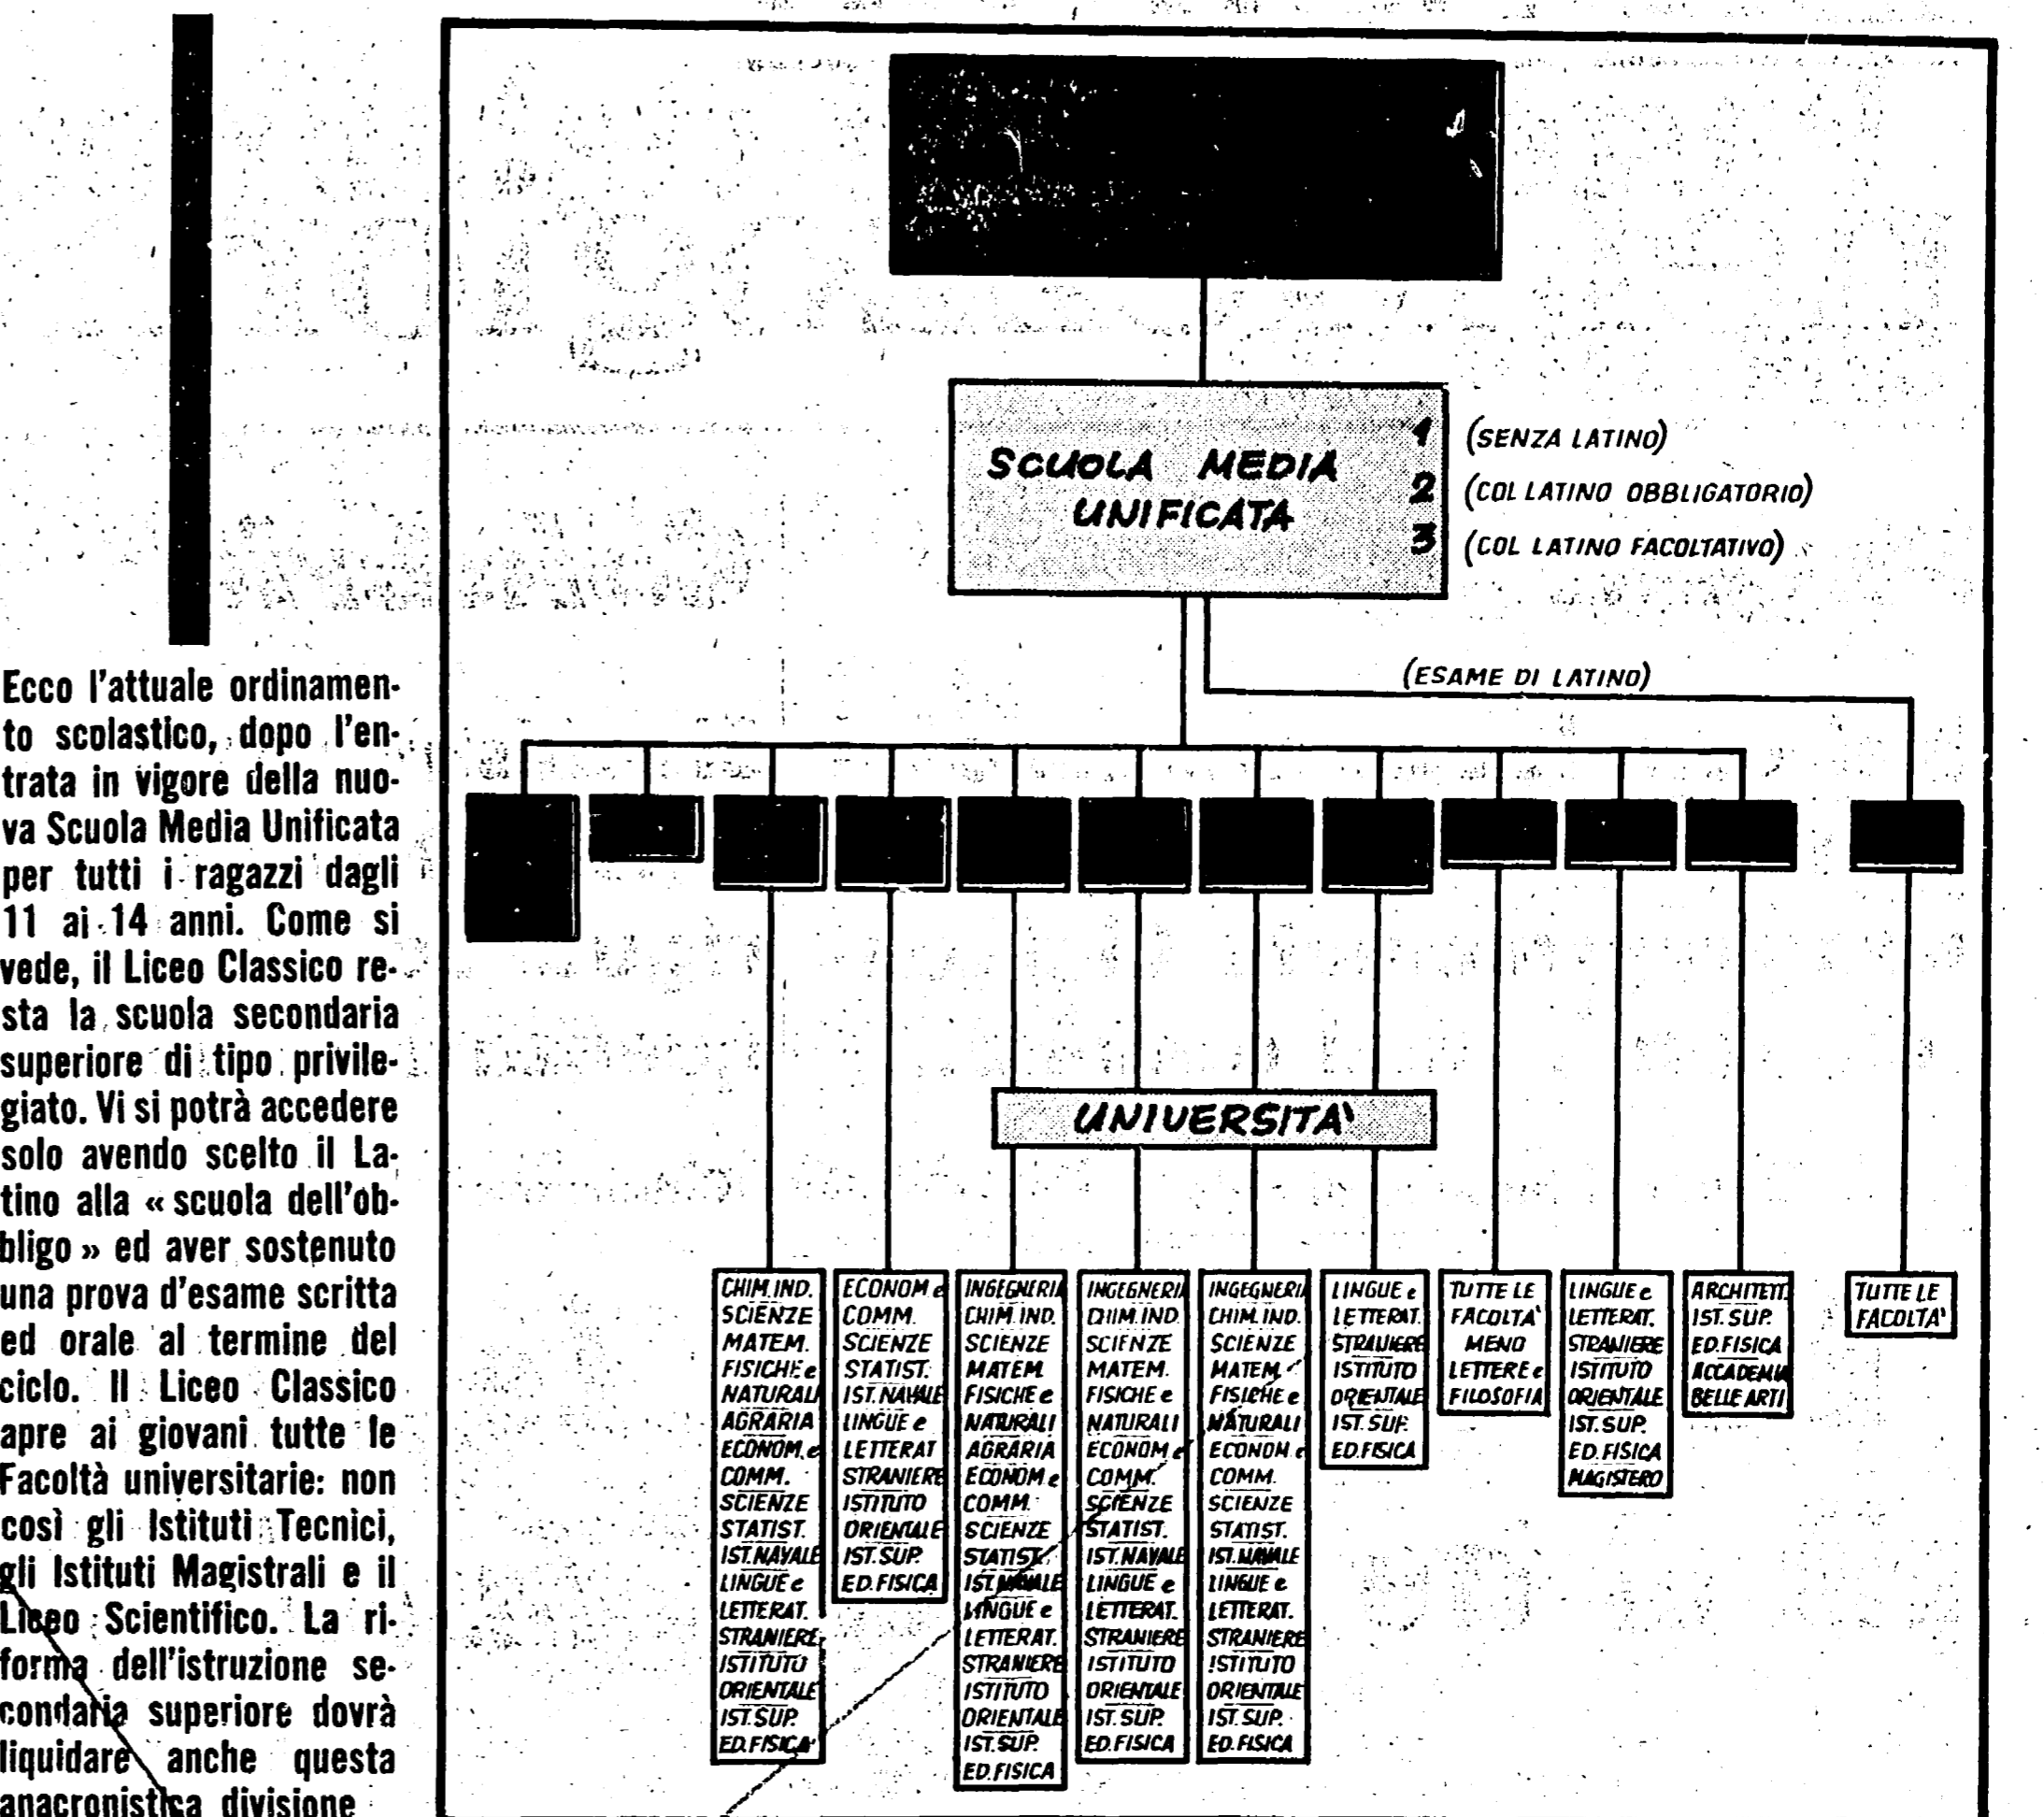 Ecco l'attuale ordinamen-
to scolastico, dopo l'en-
trata in vigore della nuo-
va Scuola Media Unificata
per tutti i ragazzi dagli
11 ai 14 anni. Come si
vede, il Liceo Classico re-
sta la scuola secondaria
superiore di tipo privile-
giato. Vi si potrà accedere
solo avendo scelto il La-
tino alla « scuola dell'ob-
bligo » ed aver sostenuto
una prova d'esame scritta
ed orale al termine del
ciclo. Il Liceo Classico
apre ai giovani tutte le
Facoltà universitarie: non
così gli Istituti Tecnici,
gli Istituti Magistrali e il
Liceo Scientifico. La ri-
forma dell'istruzione se-
condaria superiore dovrà
liquidare anche questa
anacronistica divisione
SCUOLA MEDIA
UNIFICATA
1 (SENZA LATINO)
2 (COL LATINO OBBLIGATORIO)
3 (COL LATINO FACOLTATIVO)
(ESAME DI LATINO)
UNIVERSITA'
CHIM. IND.
SCIENZE
MATEM.
FISICHE e
NATURALI
AGRARIA
ECONOM. e
COMM.
SCIENZE
STATIST.
IST. NAVALE
LINGUE e
LETTERAT.
STRANIERE
ISTITUTO
ORIENTALE
IST. SUP.
ED. FISICA
ECONOM e
COMM.
SCIENZE
STATIST.
IST. NAVALE
LINGUE e
LETTERAT
STRANIERE
ISTITUTO
ORIENTALE
IST. SUP.
ED. FISICA
INGEGNERIA
CHIM. IND.
SCIENZE
MATEM
FISICHE e
NATURALI
AGRARIA
ECONOM e
COMM.
SCIENZE
STATIST.
IST. NAVALE
LINGUE e
LETTERAT.
STRANIERE
ISTITUTO
ORIENTALE
IST. SUP.
ED. FISICA
INGEGNERIA
CHIM. IND.
SCIENZE
MATEM.
FISICHE e
NATURALI
ECONOM e
COMM.
SCIENZE
STATIST.
IST. NAVALE
LINGUE e
LETTERAT.
STRANIERE
ISTITUTO
ORIENTALE
IST. SUP.
ED. FISICA
INGEGNERIA
CHIM. IND.
SCIENZE
MATEM.
FISICHE e
NATURALI
ECONOM e
COMM.
SCIENZE
STATIST.
IST. NAVALE
LINGUE e
LETTERAT.
STRANIERE
ISTITUTO
ORIENTALE
IST. SUP.
ED. FISICA
LINGUE e
LETTERAT.
STRANIERE
ISTITUTO
ORIENTALE
IST. SUP.
ED. FISICA
TUTTE LE
FACOLTA'
MENO
LETTERE e
FILOSOFIA
LINGUE e
LETTERAT.
STRANIERE
ISTITUTO
ORIENTALE
IST. SUP.
ED. FISICA
MAGISTERO
ARCHITETT.
IST. SUP.
ED. FISICA
ACCADEMIA
BELLE ARTI
TUTTE LE
FACOLTA'